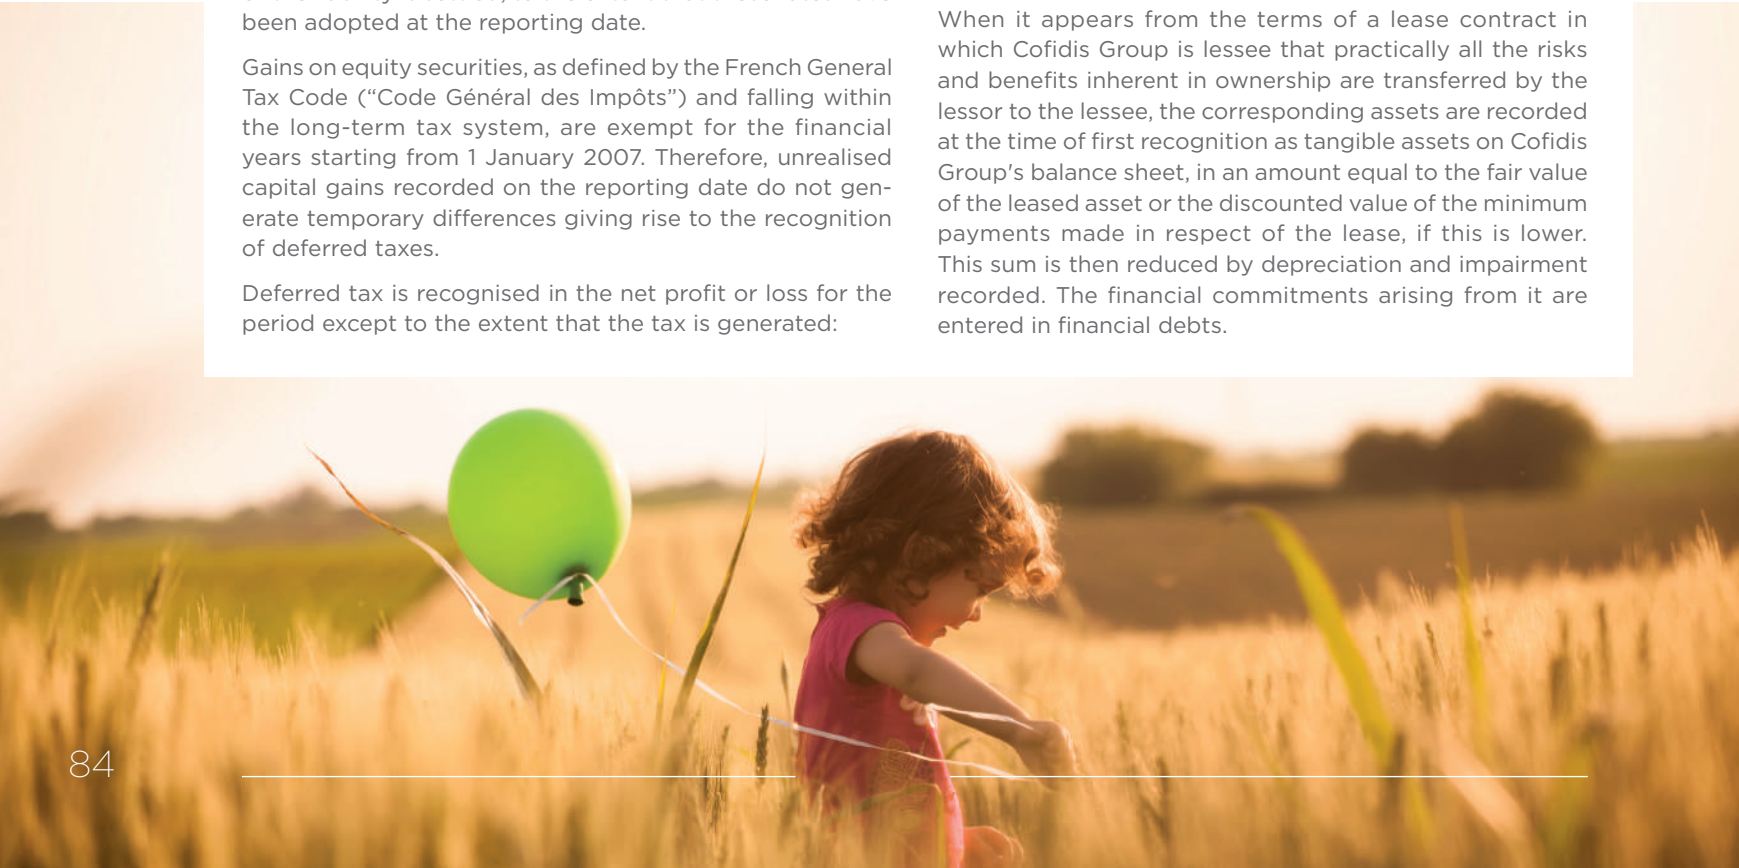 been adopted at the reporting date.
Gains on equity securities, as defined by the French General
Tax Code (“Code Général des Impôts”) and falling within
the long-term tax system, are exempt for the financial
years starting from 1 January 2007. Therefore, unrealised
capital gains recorded on the reporting date do not gen-
erate temporary differences giving rise to the recognition
of deferred taxes.
Deferred tax is recognised in the net profit or loss for the
period except to the extent that the tax is generated:
When it appears from the terms of a lease contract in
which Cofidis Group is lessee that practically all the risks
and benefits inherent in ownership are transferred by the
lessor to the lessee, the corresponding assets are recorded
at the time of first recognition as tangible assets on Cofidis
Group's balance sheet, in an amount equal to the fair value
of the leased asset or the discounted value of the minimum
payments made in respect of the lease, if this is lower.
This sum is then reduced by depreciation and impairment
recorded. The financial commitments arising from it are
entered in financial debts.
84